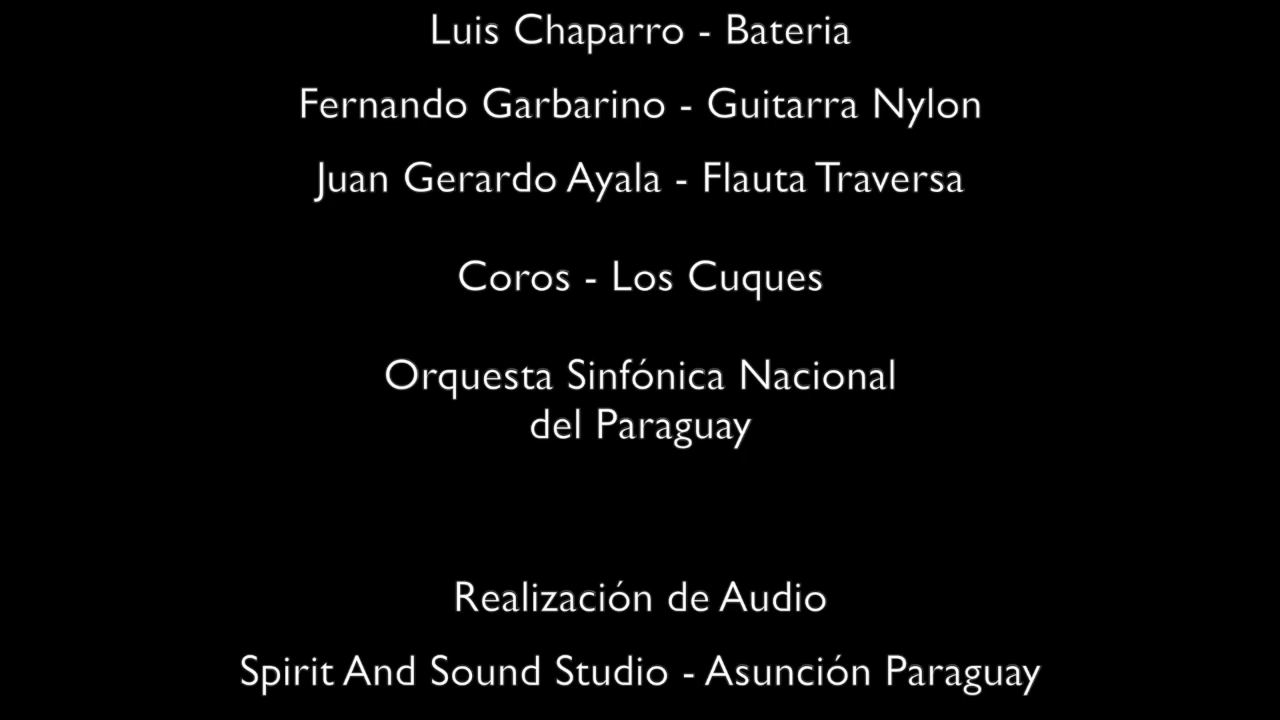 Luis Chaparro - Bateria
Fernando Garbarino - Guitarra Nylon
Juan Gerardo Ayala - Flauta Traversa
Coros - Los Cuques
Orquesta Sinfónica Nacional
del Paraguay
Realización de Audio
Spirit And Sound Studio - Asunción Paraguay